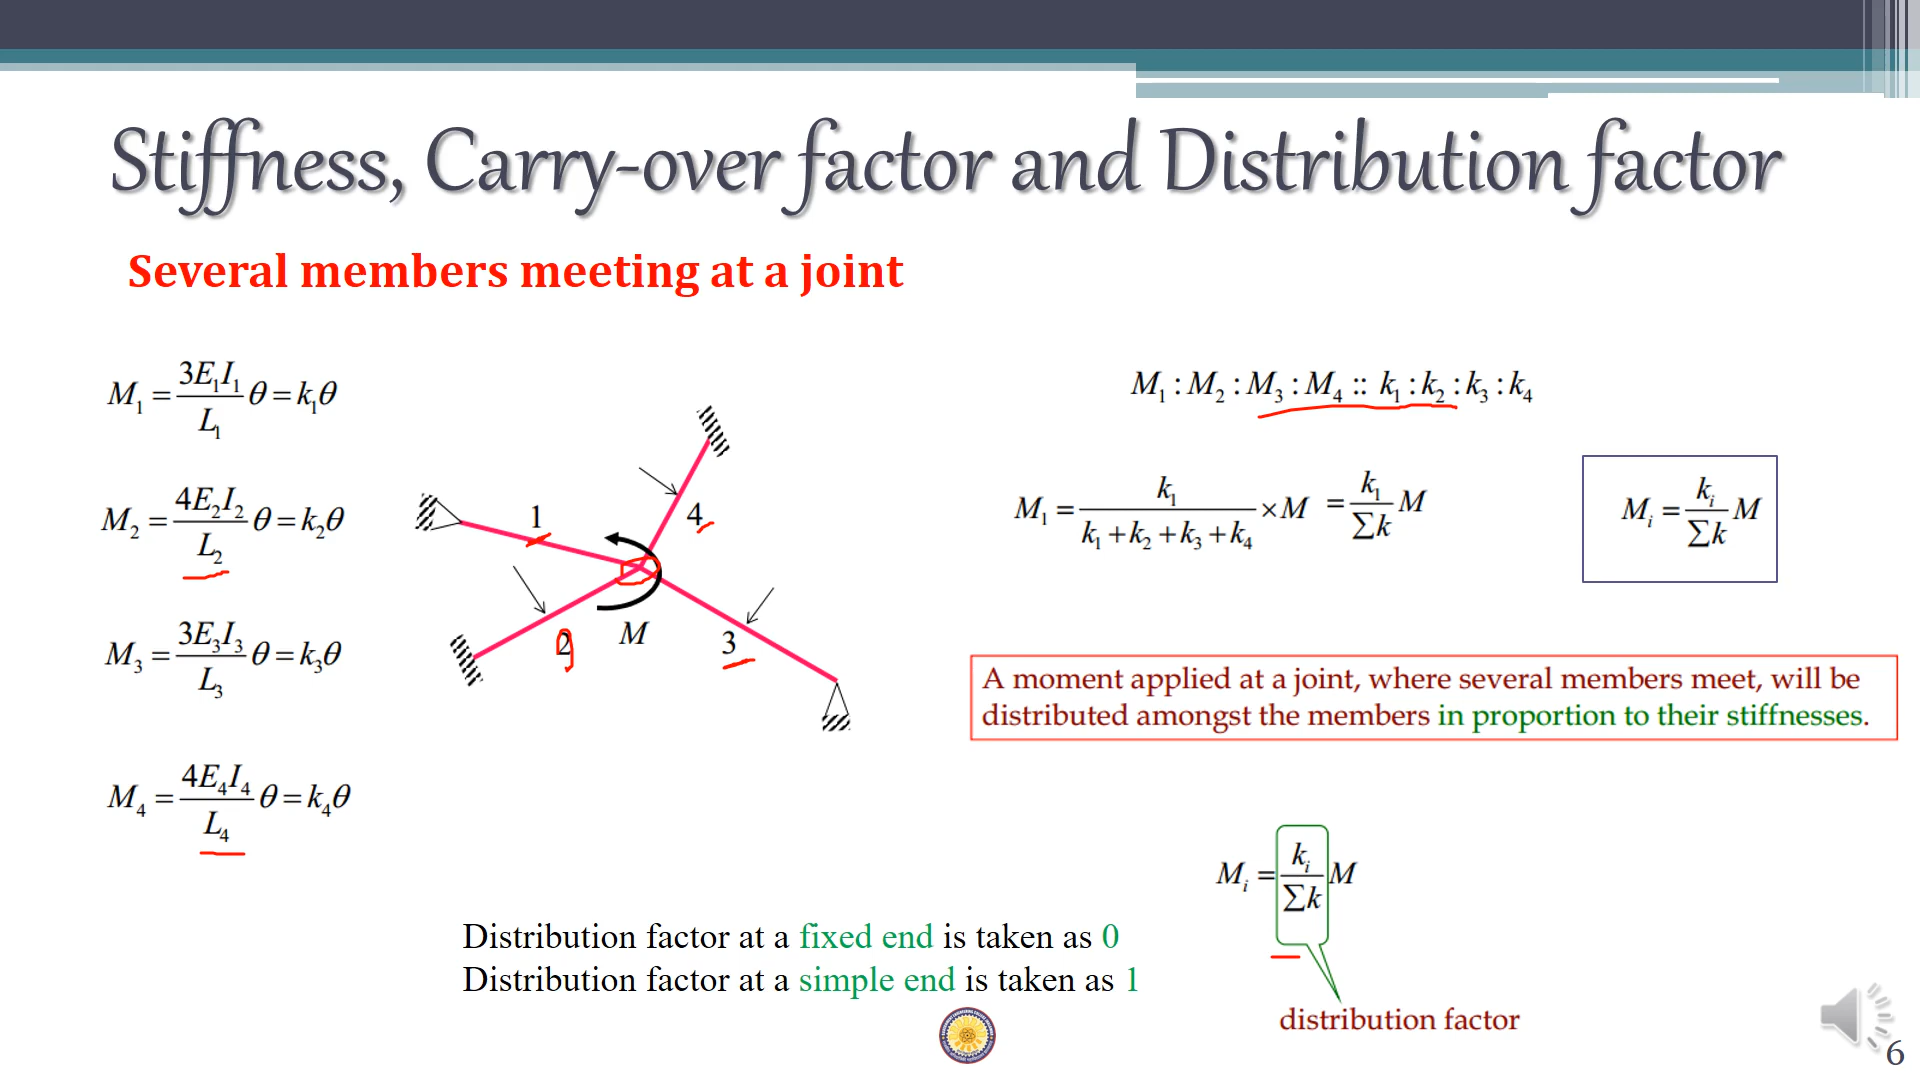 Stiffness, Carry-over factor and Distribution factor
Several members meeting at a joint
M₁ = 3E₁I₁/L₁ θ = k₁θ
M₂ = 4E₂I₂/L₂ θ = k₂θ
M₃ = 3E₃I₃/L₃ θ = k₃θ
M₄ = 4E₄I₄/L₄ θ = k₄θ
1
4
2
M
3
M₁ : M₂ : M₃ : M₄ :: k₁ : k₂ : k₃ : k₄
M₁ = k₁/(k₁ + k₂ + k₃ + k₄) × M = k₁/∑k M
Mᵢ = kᵢ/∑k M
A moment applied at a joint, where several members meet, will be
distributed amongst the members in proportion to their stiffnesses.
Mᵢ = kᵢ/∑k M
distribution factor
Distribution factor at a fixed end is taken as 0
Distribution factor at a simple end is taken as 1
6